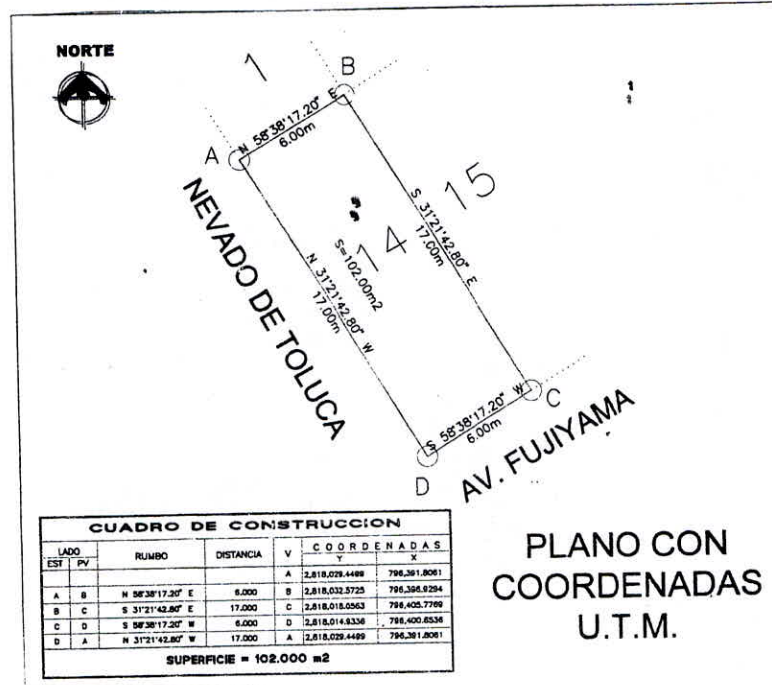 NORTE
1
B
A
N 58°38'17.20" E
6.00m
15
S 31°21'42.80" E
17.00m
14
S=102.00m2
NEVADO DE TOLUCA
N 31°21'42.80" W
17.00m
C
S 58°38'17.20" W
6.00m
D
AV. FUJIYAMA
CUADRO DE CONSTRUCCION
LADO RUMBO DISTANCIA V COORDENADAS
EST PV Y X
A 2,818,029.4499 796,391.8061
A B N 58°38'17.20" E 6.000 B 2,818,032.5725 796,396.9294
B C S 31°21'42.80" E 17.000 C 2,818,018.0563 796,405.7769
C D S 58°38'17.20" W 6.000 D 2,818,014.9336 796,400.6536
D A N 31°21'42.80" W 17.000 A 2,818,029.4499 796,391.8061
SUPERFICIE = 102.000 m2
PLANO CON
COORDENADAS
U.T.M.